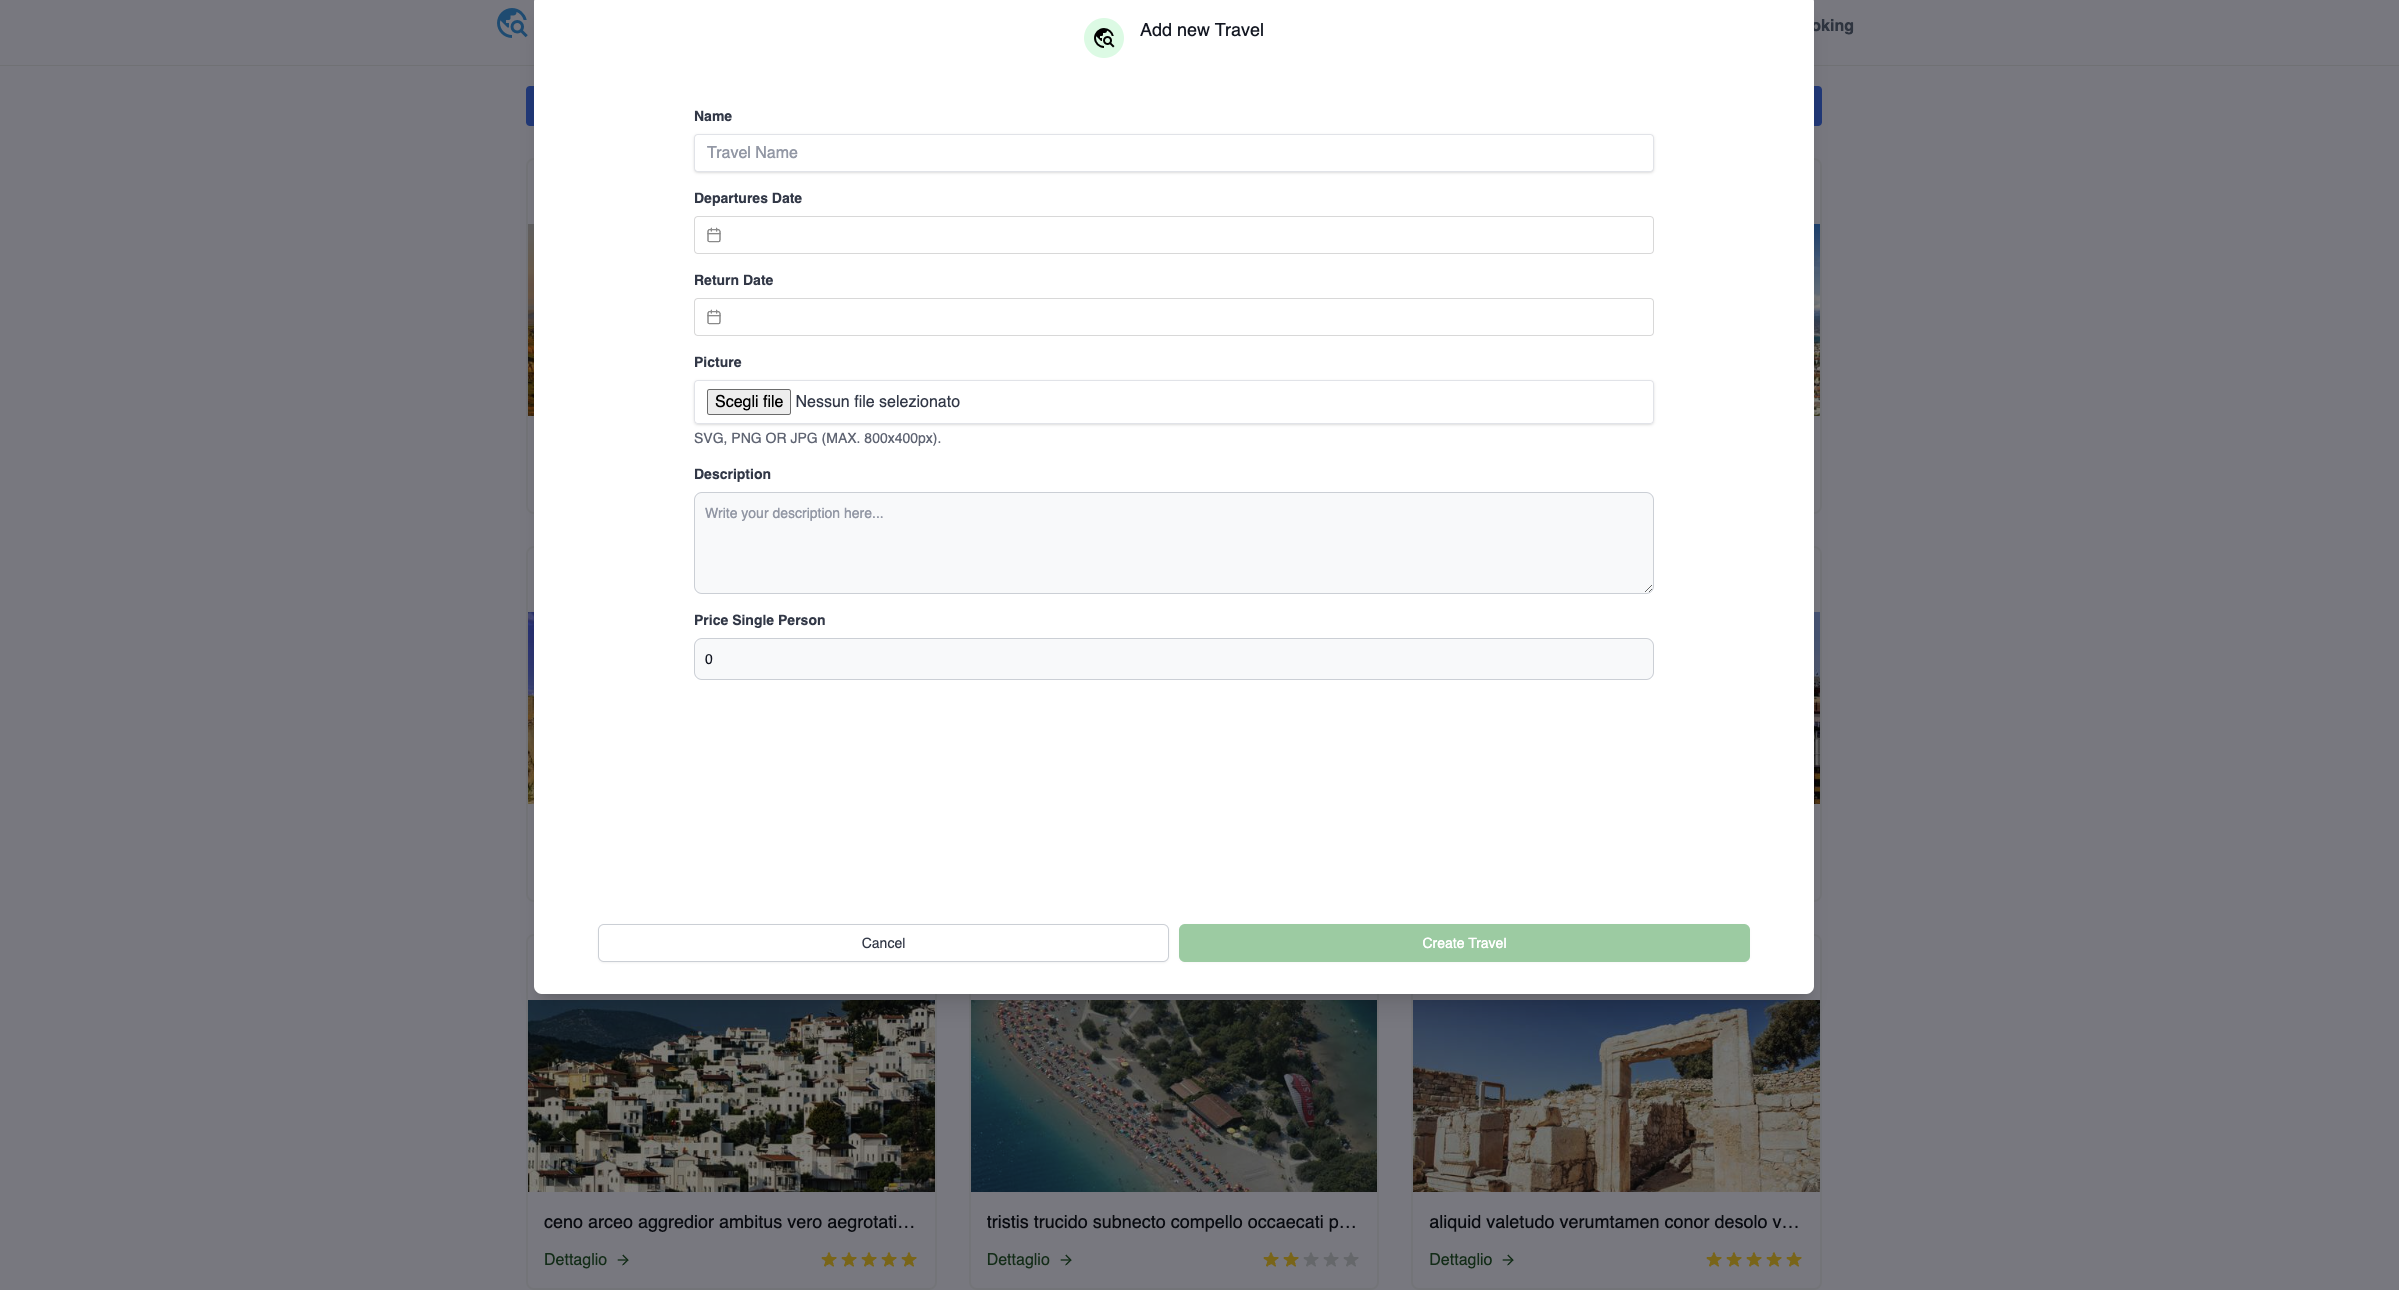 oking
Add new Travel
Name
Travel Name
Departures Date
Return Date
Picture
Scegli file Nessun file selezionato
SVG, PNG OR JPG (MAX. 800x400px).
Description
Write your description here...
Price Single Person
0
Cancel Create Travel
ceno arceo aggredior ambitus vero aegrotati... tristis trucido subnecto compello occaecati p... aliquid valetudo verumtamen conor desolo v...
Dettaglio → Dettaglio → Dettaglio →